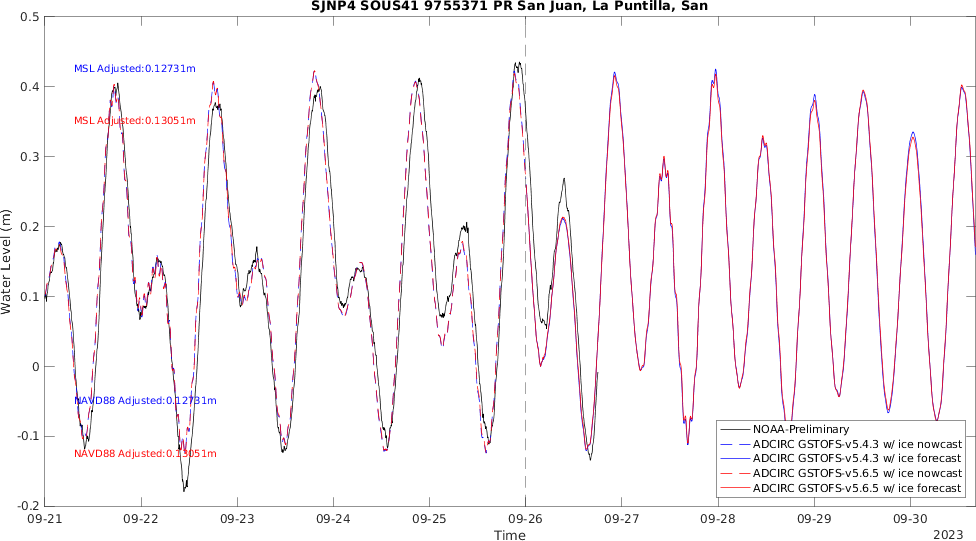 SJNP4 SOUS41 9755371 PR San Juan, La Puntilla, San
0.5
0.4
0.3
0.2
0.1
0
-0.1
-0.2
Water Level (m)
MSL Adjusted:0.12731m
MSL Adjusted:0.13051m
NAVD88 Adjusted:0.12731m
NAVD88 Adjusted:0.13051m
NOAA-Preliminary
ADCIRC GSTOFS-v5.4.3 w/ ice nowcast
ADCIRC GSTOFS-v5.4.3 w/ ice forecast
ADCIRC GSTOFS-v5.6.5 w/ ice nowcast
ADCIRC GSTOFS-v5.6.5 w/ ice forecast
09-21 09-22 09-23 09-24 09-25 09-26 09-27 09-28 09-29 09-30
Time
2023